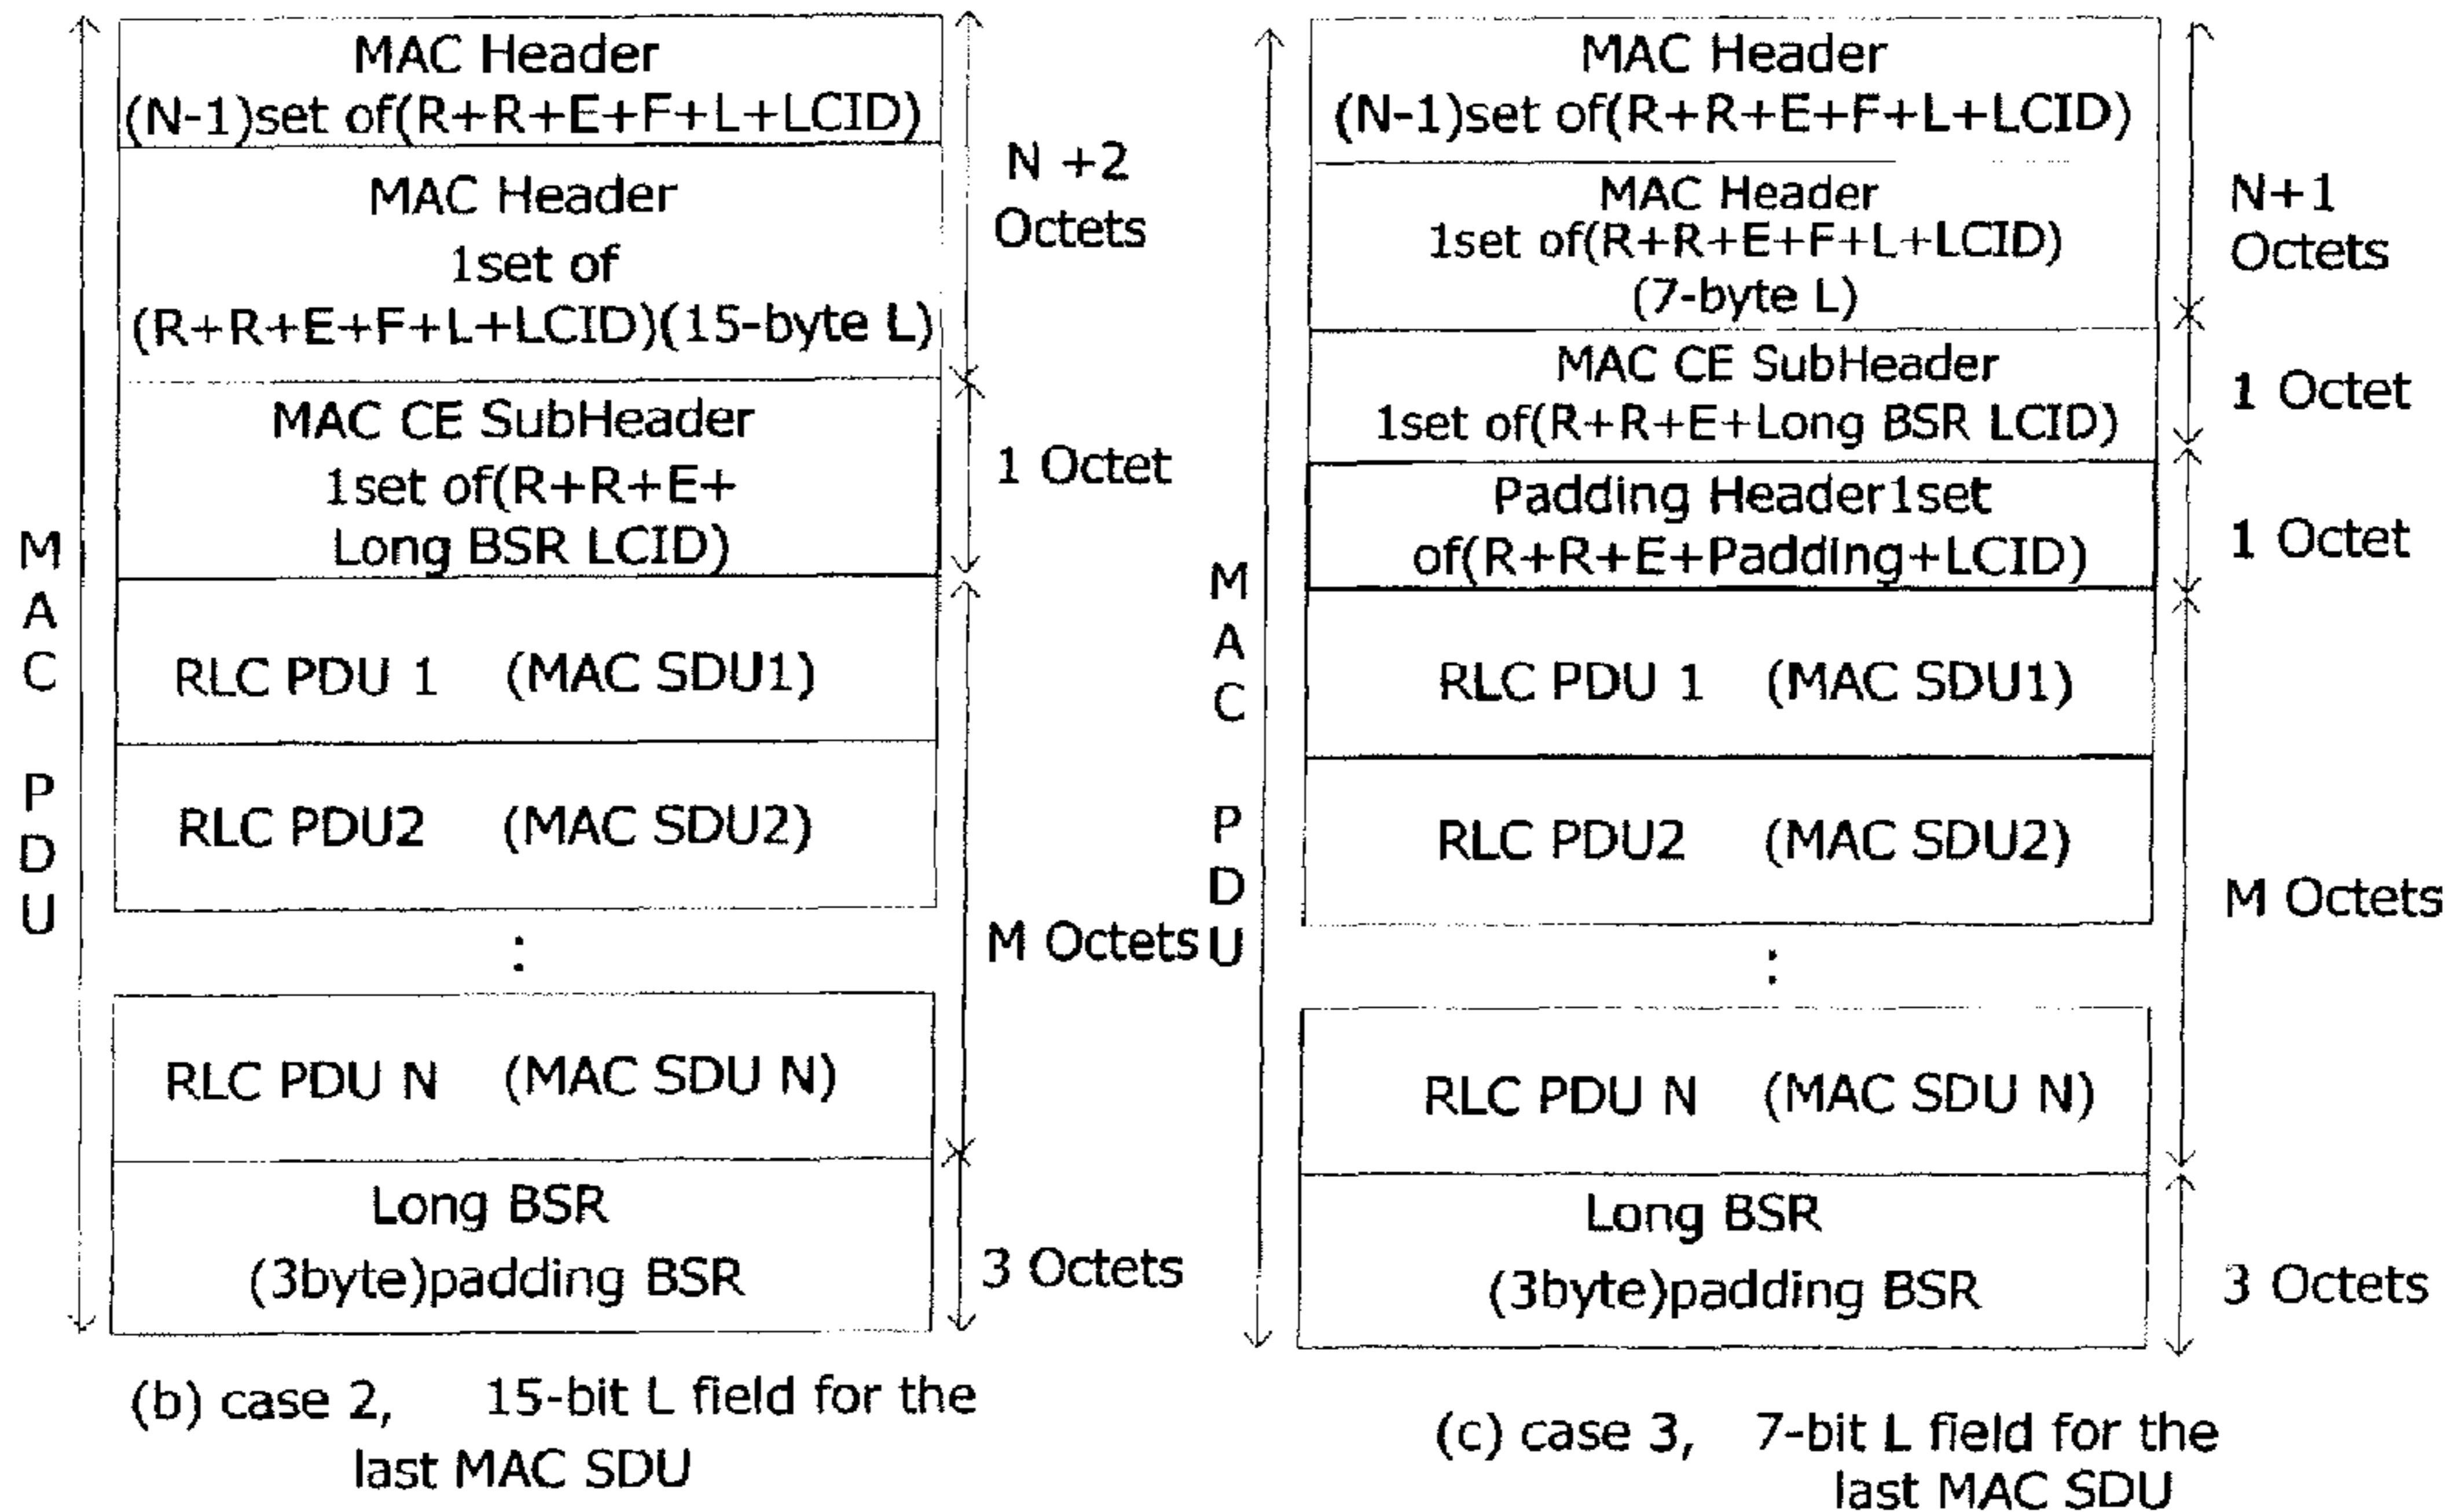 MAC Header
(N-1)set of(R+R+E+F+L+LCID)
MAC Header
1set of
(R+R+E+F+L+LCID)(15-byte L)
N +2
Octets
MAC CE SubHeader
1set of(R+R+E+
Long BSR LCID)
1 Octet
RLC PDU 1 (MAC SDU1)
RLC PDU2 (MAC SDU2)
:
M Octets
RLC PDU N (MAC SDU N)
Long BSR
(3byte)padding BSR
3 Octets
MAC PDU
(b) case 2, 15-bit L field for the
last MAC SDU
MAC Header
(N-1)set of(R+R+E+F+L+LCID)
MAC Header
1set of(R+R+E+F+L+LCID)
(7-byte L)
N+1
Octets
MAC CE SubHeader
1set of(R+R+E+Long BSR LCID)
1 Octet
Padding Header1set
of(R+R+E+Padding+LCID)
1 Octet
RLC PDU 1 (MAC SDU1)
RLC PDU2 (MAC SDU2)
:
M Octets
RLC PDU N (MAC SDU N)
Long BSR
(3byte)padding BSR
3 Octets
MAC PDU
(c) case 3, 7-bit L field for the
last MAC SDU